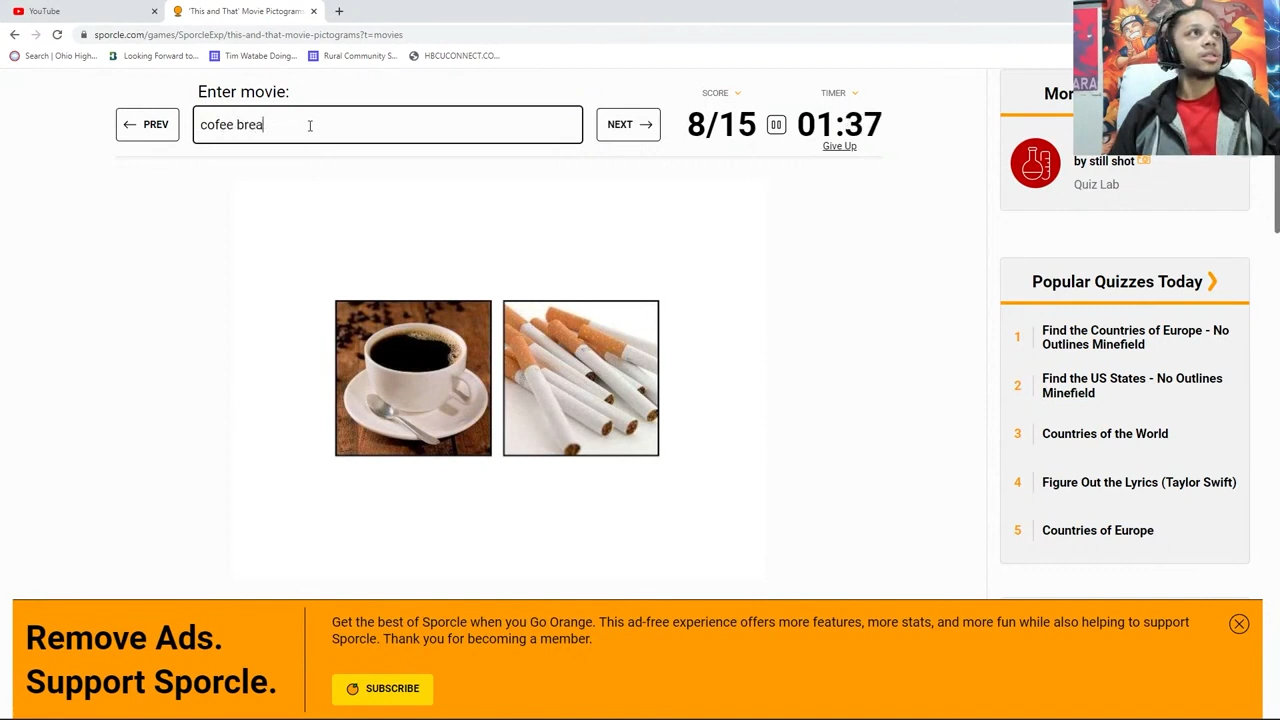 YouTube
'This and That' Movie Pictograms
sporcle.com/games/SporcleExp/this-and-that-movie-pictograms?t=movies
Search | Ohio High...
Looking Forward to...
Tim Watabe Doing...
Rural Community S...
HBCUCONNECT.CO...
Enter movie:
PREV
cofee brea
NEXT
SCORE
8/15
TIMER
01:37
Give Up
Mor
by still shot
Quiz Lab
Popular Quizzes Today
1 Find the Countries of Europe - No
Outlines Minefield
2 Find the US States - No Outlines
Minefield
3 Countries of the World
4 Figure Out the Lyrics (Taylor Swift)
5 Countries of Europe
Remove Ads.
Support Sporcle.
Get the best of Sporcle when you Go Orange. This ad-free experience offers more features, more stats, and more fun while also helping to support
Sporcle. Thank you for becoming a member.
SUBSCRIBE
ARA